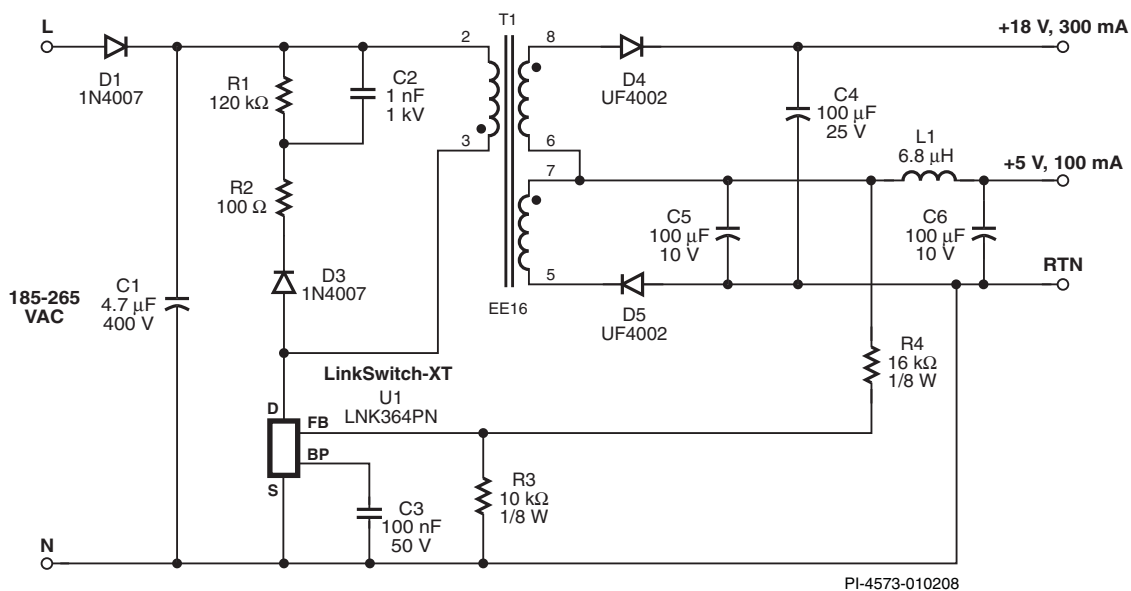 L
D1
1N4007
R1
120 kΩ
C2
1 nF
1 kV
2
3
T1
8
6
7
5
EE16
D4
UF4002
+18 V, 300 mA
C4
100 µF
25 V
L1
6.8 µH
+5 V, 100 mA
R2
100 Ω
C5
100 µF
10 V
C6
100 µF
10 V
D3
1N4007
RTN
185-265
VAC
C1
4.7 µF
400 V
D5
UF4002
R4
16 kΩ
1/8 W
LinkSwitch-XT
U1
LNK364PN
D
FB
BP
S
R3
10 kΩ
1/8 W
C3
100 nF
50 V
N
PI-4573-010208